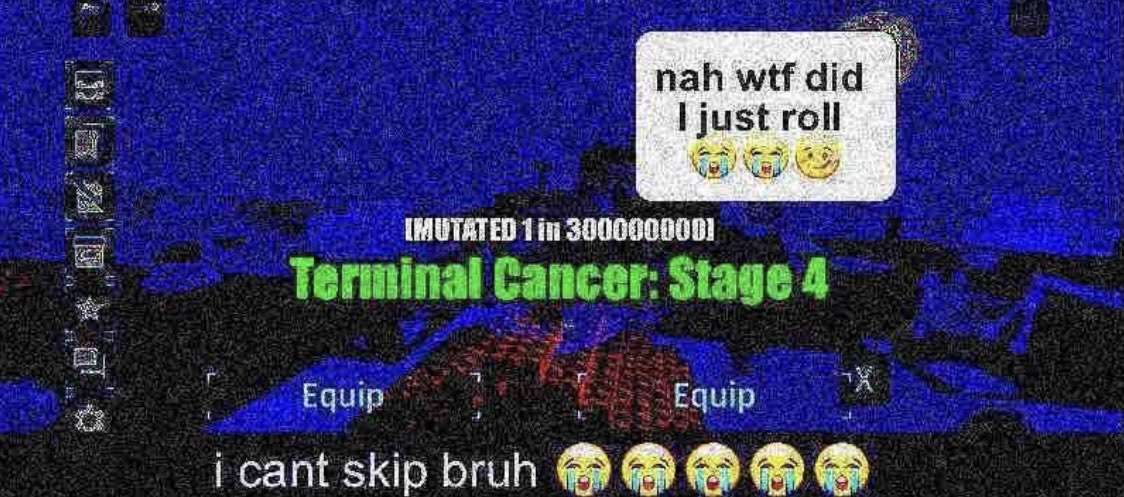 nah wtf did
I just roll
😭😭🥴
[MUTATED 1 in 300000000]
Terminal Cancer: Stage 4
Equip Equip X
i cant skip bruh 😭😭😭😭😭